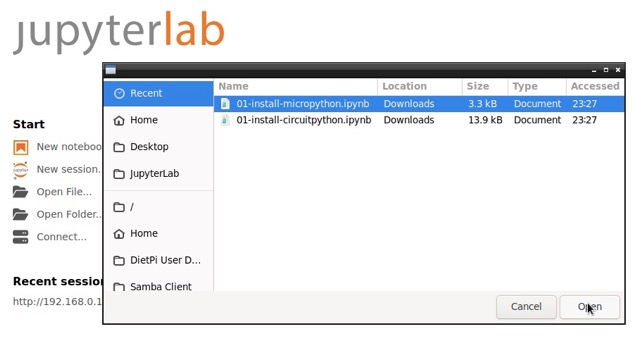 jupyterlab
Start
New noteboo
New session.
Open File...
Open Folder..
Connect...
Recent session
http://192.168.0.1
Recent
Home
Desktop
JupyterLab
/
Home
DietPi User D...
Samba Client
Name Location Size Type Accessed
01-install-micropython.ipynb Downloads 3.3 kB Document 23:27
01-install-circuitpython.ipynb Downloads 13.9 kB Document 23:27
Cancel Open